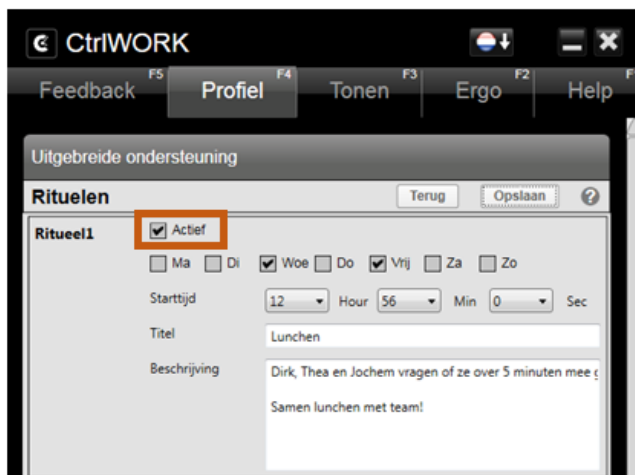 CtrlWORK
Feedback F5 Profiel F4 Tonen F3 Ergo F2 Help F
Uitgebreide ondersteuning
Rituelen Terug Opslaan ?
Ritueel1 Actief
Ma Di Woe Do Vrij Za Zo
Starttijd 12 Hour 56 Min 0 Sec
Titel Lunchen
Beschrijving Dirk, Thea en Jochem vragen of ze over 5 minuten mee
Samen lunchen met team!